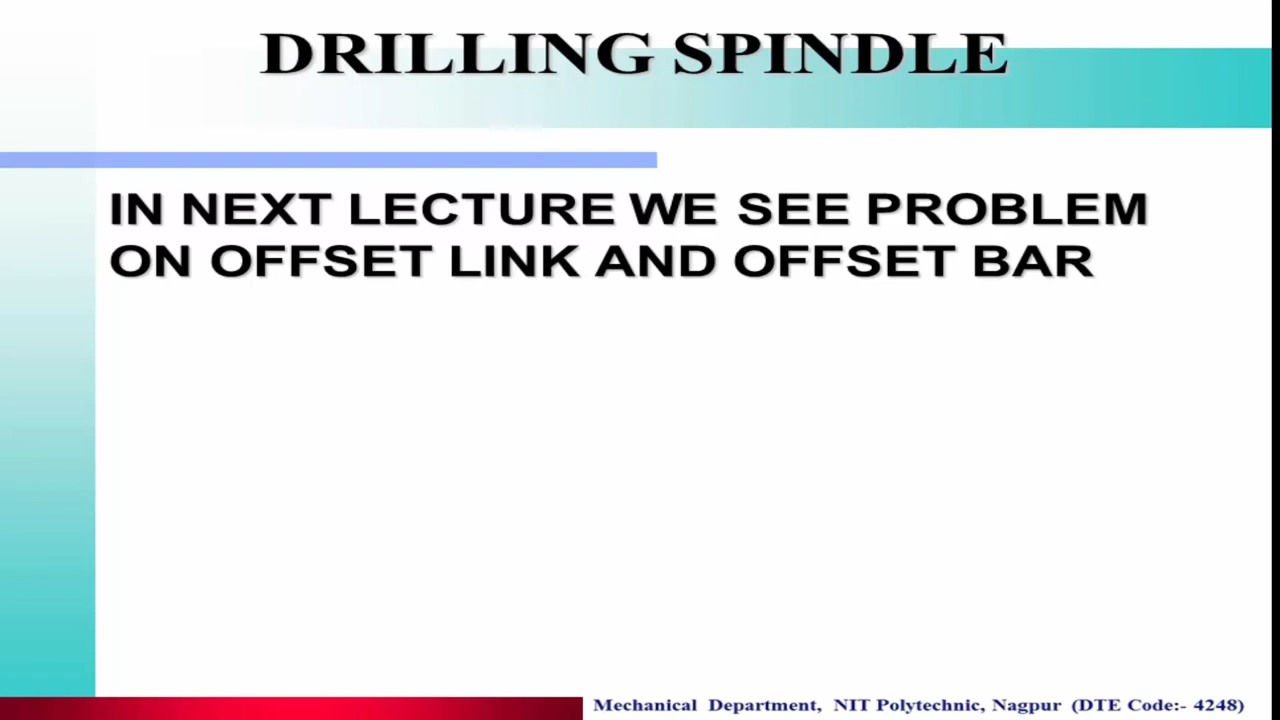 DRILLING SPINDLE
IN NEXT LECTURE WE SEE PROBLEM
ON OFFSET LINK AND OFFSET BAR
Mechanical Department, NIT Polytechnic, Nagpur (DTE Code:- 4248)